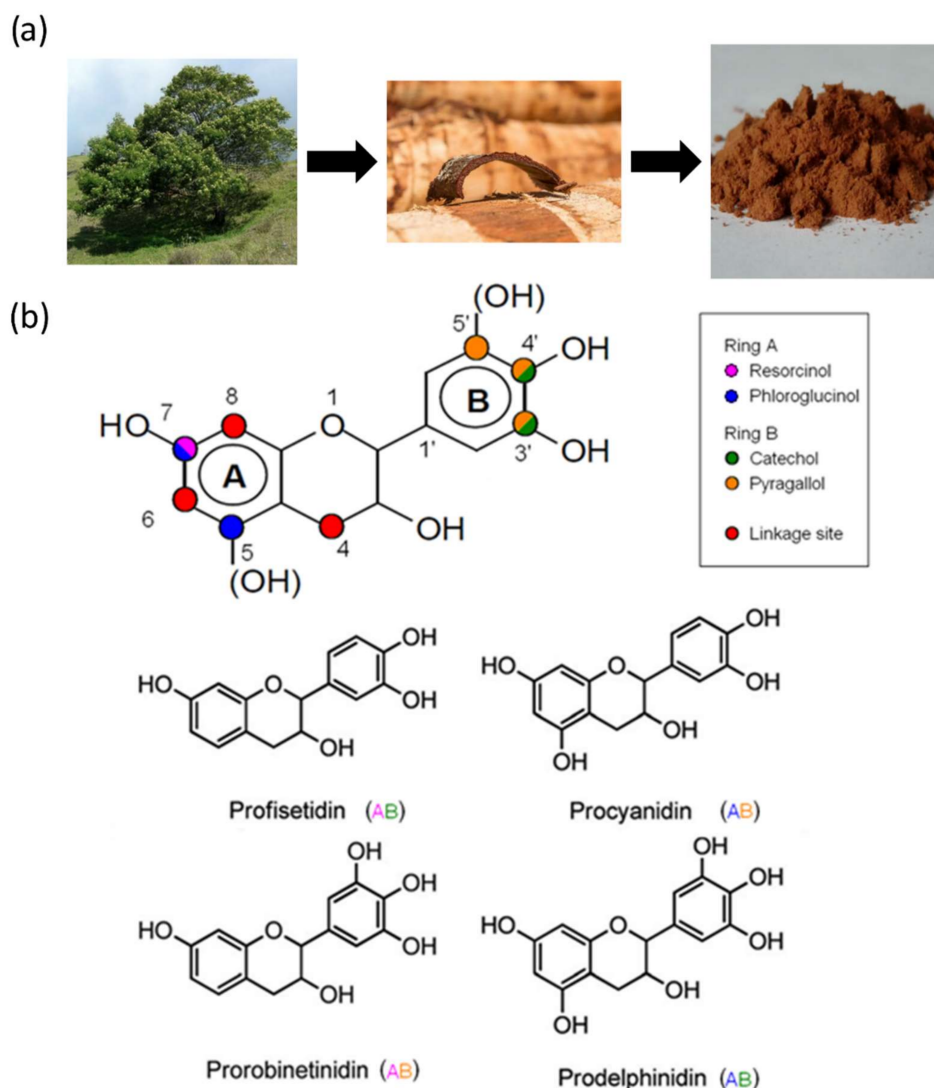 (a)
(b)
(OH)
5'
4'
OH
8
1
HO
7
B
A
1'
3'
OH
6
4
OH
5
(OH)
Ring A
Resorcinol
Phloroglucinol
Ring B
Catechol
Pyragallol
Linkage site
OH
HO
O
OH
OH
Profisetidin (AB)
OH
HO
O
OH
OH
OH
Procyanidin (AB)
OH
OH
HO
O
OH
OH
Prorobinetinidin (AB)
OH
OH
HO
O
OH
OH
OH
Prodelphinidin (AB)